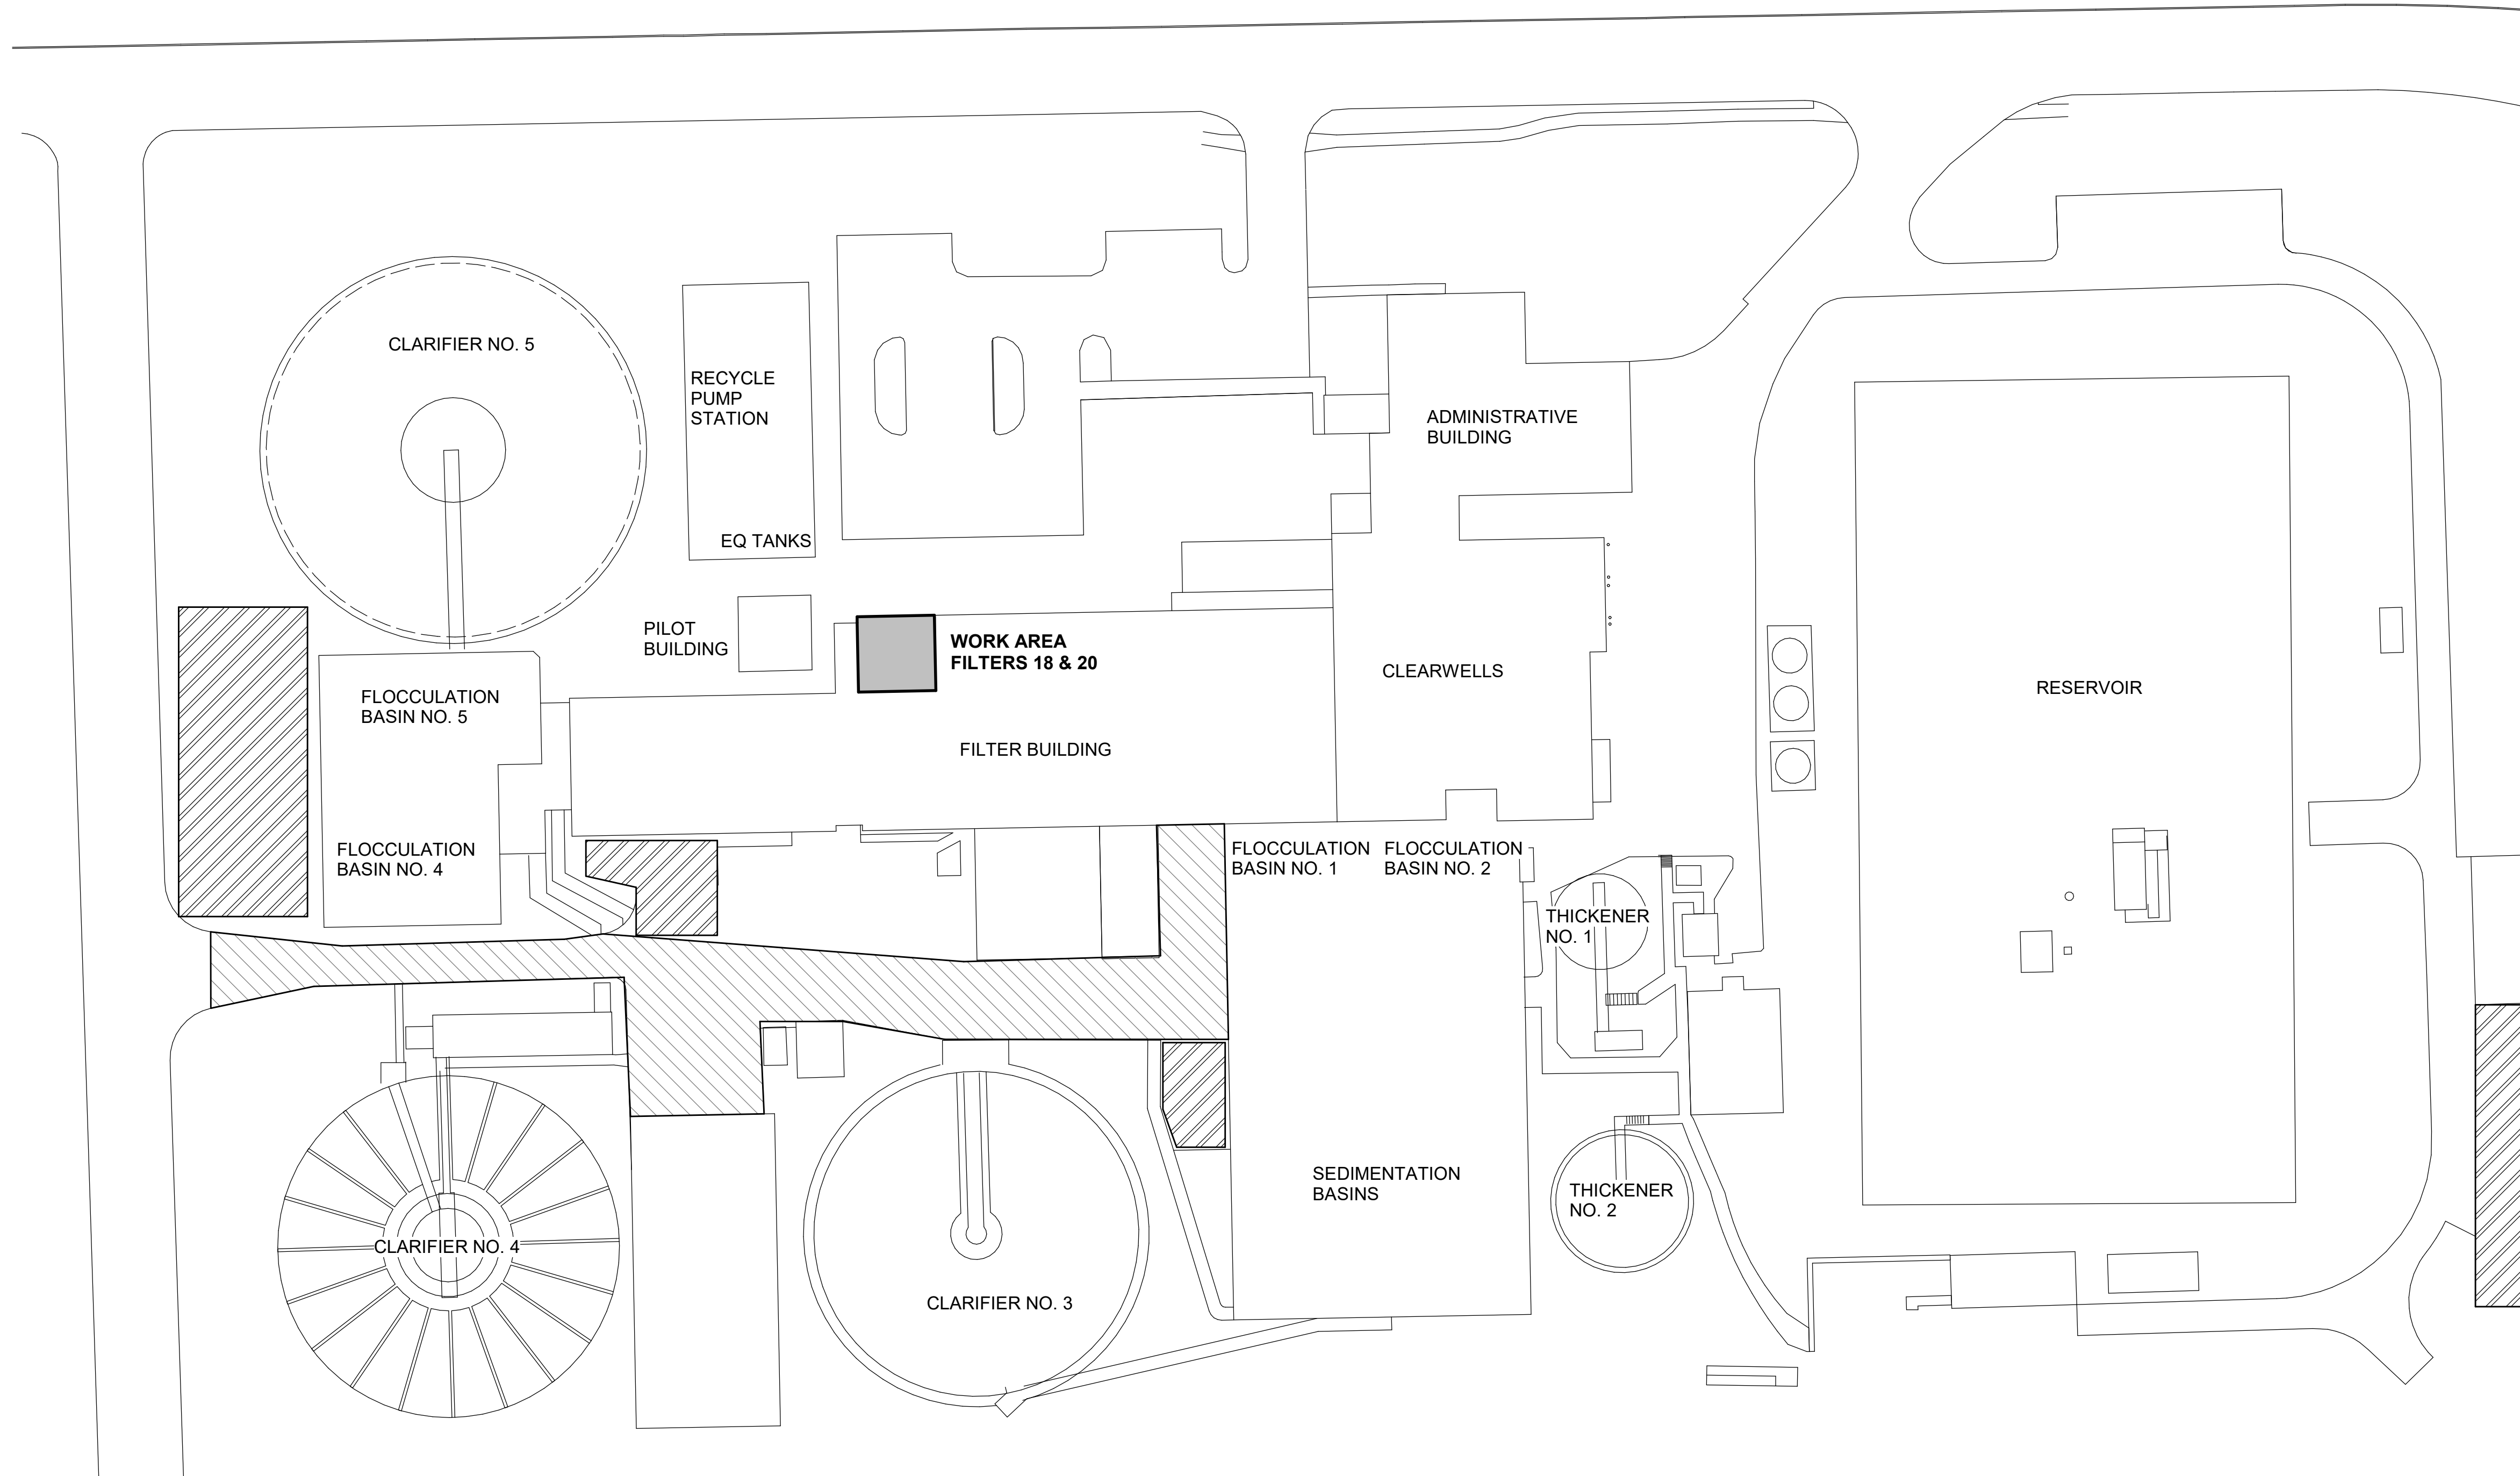 CLARIFIER NO. 5
RECYCLE
PUMP
STATION
EQ TANKS
ADMINISTRATIVE
BUILDING
PILOT
BUILDING
WORK AREA
FILTERS 18 & 20
CLEARWELLS
RESERVOIR
FLOCCULATION
BASIN NO. 5
FILTER BUILDING
FLOCCULATION
BASIN NO. 4
FLOCCULATION
BASIN NO. 1
FLOCCULATION
BASIN NO. 2
THICKENER
NO. 1
SEDIMENTATION
BASINS
THICKENER
NO. 2
CLARIFIER NO. 4
CLARIFIER NO. 3